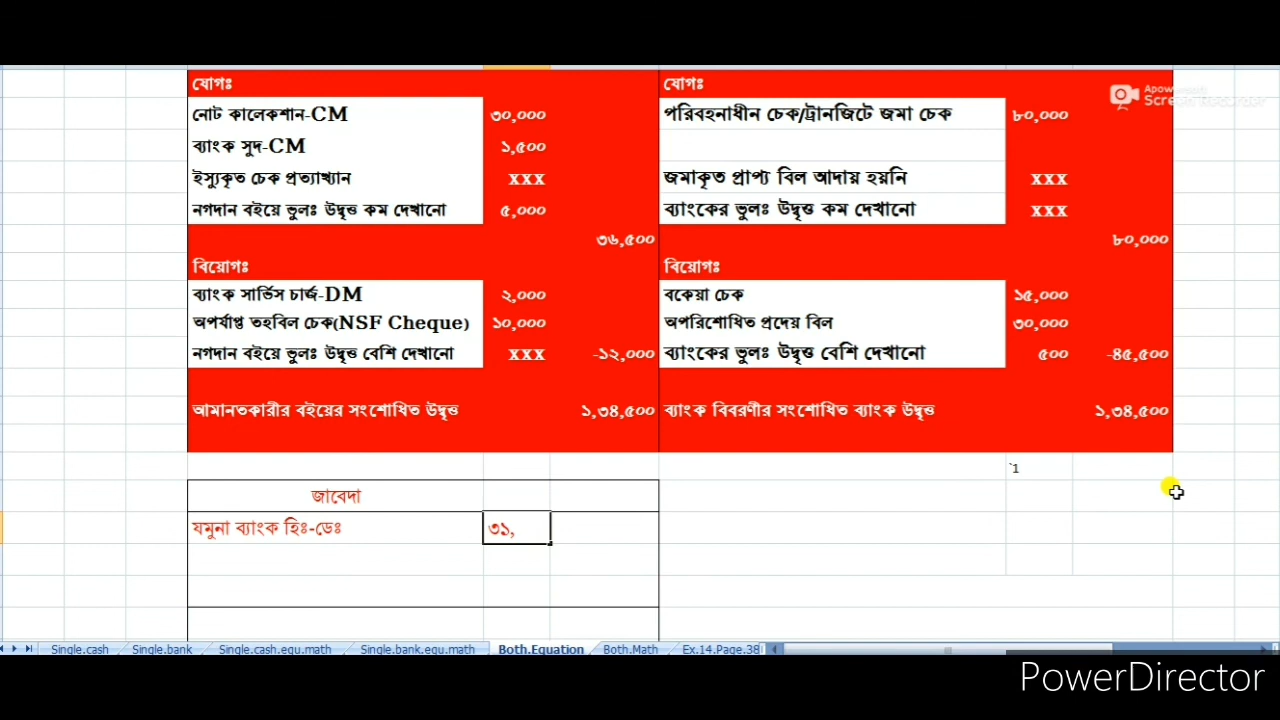 যোগঃ
যোগঃ
Apowersoft
Screen Recorder
নোট কালেকশান-CM ৩০,০০০
পরিবহনাধীন চেক/ট্রানজিটে জমা চেক ৮০,০০০
ব্যাংক সুদ-CM ১,৫০০
ইস্যুকৃত চেক প্রত্যাখ্যান XXX
জমাকৃত প্রাপ্য বিল আদায় হয়নি XXX
নগদান বইয়ে ভুলঃ উদ্বৃত্ত কম দেখানো ৫,০০০
ব্যাংকের ভুলঃ উদ্বৃত্ত কম দেখানো XXX
৩৬,৫০০
৮০,০০০
বিয়োগঃ
বিয়োগঃ
ব্যাংক সার্ভিস চার্জ-DM ২,০০০
বকেয়া চেক ১৫,০০০
অপর্যাপ্ত তহবিল চেক(NSF Cheque) ১০,০০০
অপরিশোধিত প্রদেয় বিল ৩০,০০০
নগদান বইয়ে ভুলঃ উদ্বৃত্ত বেশি দেখানো XXX -১২,০০০
ব্যাংকের ভুলঃ উদ্বৃত্ত বেশি দেখানো ৫০০ -৪৫,৫০০
আমানতকারীর বইয়ের সংশোধিত উদ্বৃত্ত ১,৩৪,৫০০
ব্যাংক বিবরণীর সংশোধিত ব্যাংক উদ্বৃত্ত ১,৩৪,৫০০
`1
জাবেদা
যমুনা ব্যাংক হিঃ-ডেঃ ৩১,
Single.cash Single.bank Single.cash.equ.math Single.bank.equ.math Both.Equation Both.Math Ex.14.Page.38
PowerDirector